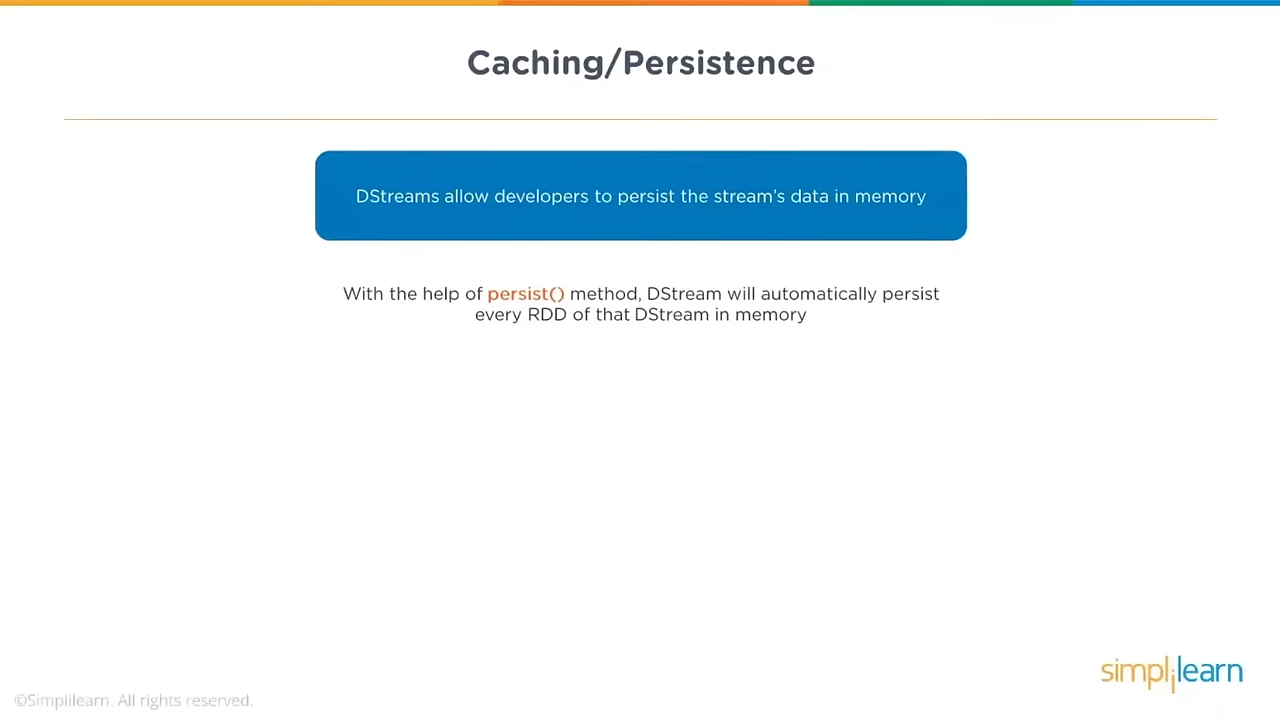 Caching/Persistence
DStreams allow developers to persist the stream's data in memory
With the help of persist() method, DStream will automatically persist
every RDD of that DStream in memory
simplilearn
©Simplilearn. All rights reserved.